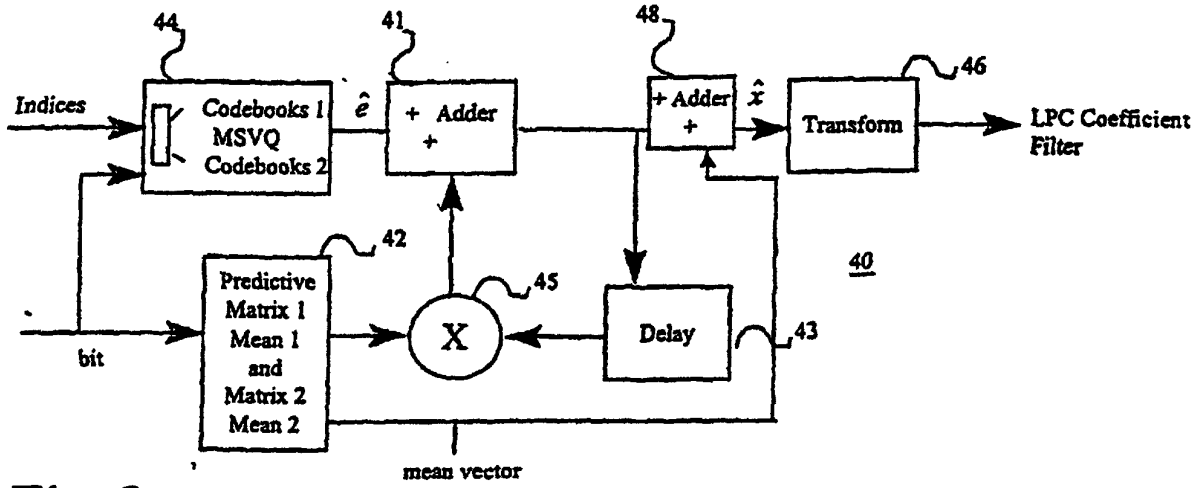 44
41
48
46
Indices
Codebooks 1
MSVQ
Codebooks 2
ê
+ Adder
+
+ Adder
+
x̂
Transform
LPC Coefficient
Filter
42
45
40
Predictive
Matrix 1
Mean 1
and
Matrix 2
Mean 2
X
Delay
43
bit
mean vector